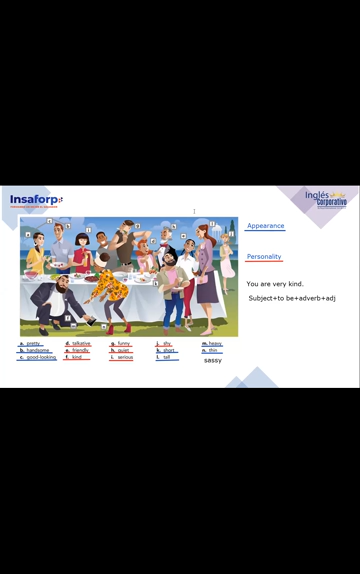 Insaforp
Inglés
Corporativo
Appearance
Personality
You are very kind.
Subject+to be+adverb+adj
a. pretty
b. handsome
c. good-looking
d. talkative
e. friendly
f. kind
g. funny
h. quiet
i. serious
j. shy
k. short
l. tall
m. heavy
n. thin
sassy